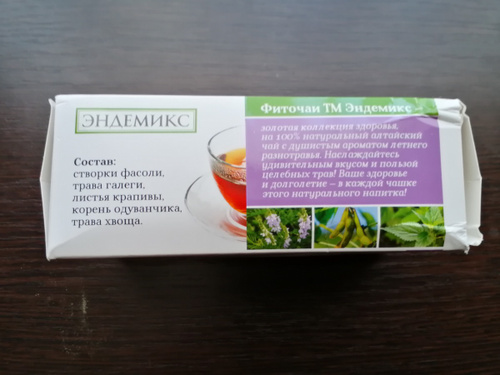 ЭНДЕМИКС
Состав:
створки фасоли,
трава галеги,
листья крапивы,
корень одуванчика,
трава хвоща.
Фиточаи ТМ Эндемикс –
золотая коллекция здоровья,
на 100% натуральный алтайский
чай с душистым ароматом летнего
разнотравья. Наслаждайтесь
удивительным вкусом и пользой
целебных трав! Ваше здоровье
и долголетие – в каждой чашке
этого натурального напитка!